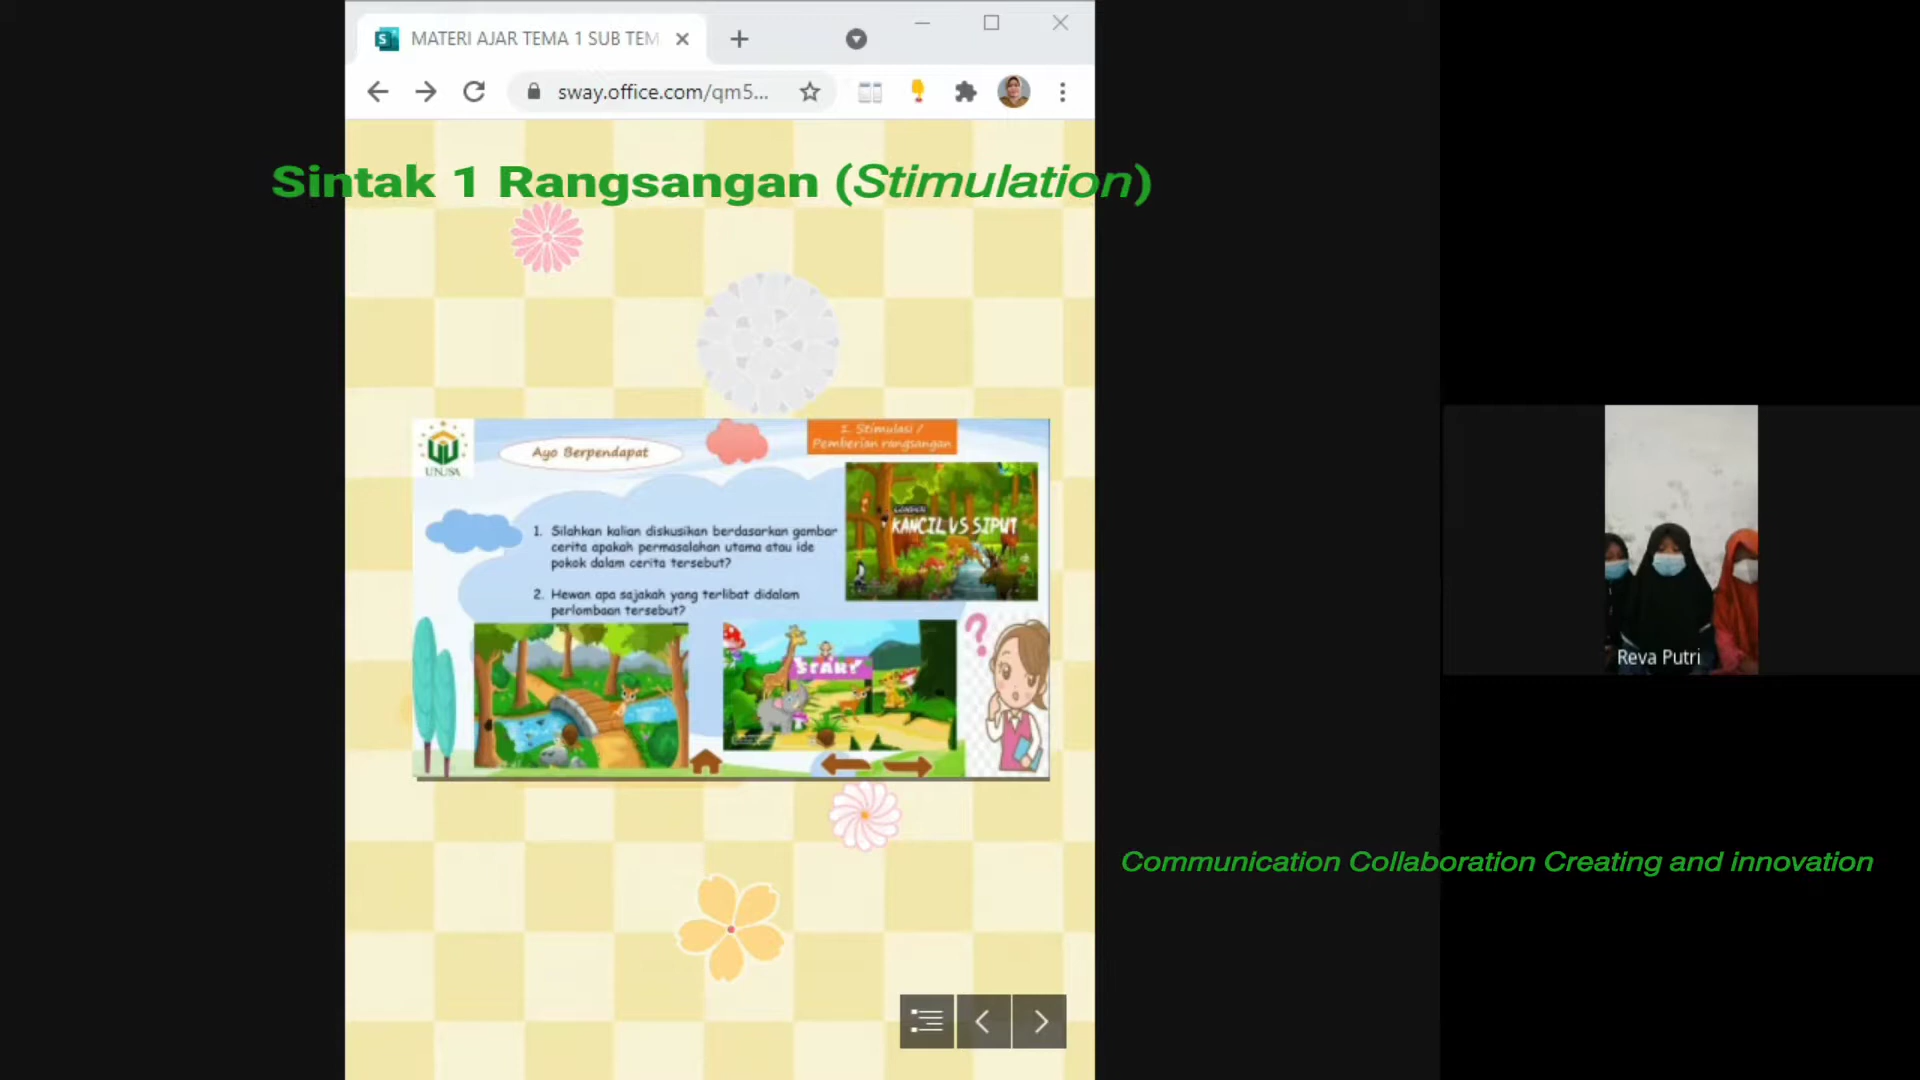 MATERI AJAR TEMA 1 SUB TEM
sway.office.com/qm5...
Sintak 1 Rangsangan (Stimulation)
UNUSA
Ayo Berpendapat
1. Stimulasi /
Pemberian rangsangan
KANCIL VS SIPUT
1. Silahkan kalian diskusikan berdasarkan gambar
cerita apakah permasalahan utama atau ide
pokok dalam cerita tersebut?
2. Hewan apa sajakah yang terlibat didalam
perlombaan tersebut?
START
?
Reva Putri
Communication Collaboration Creating and innovation